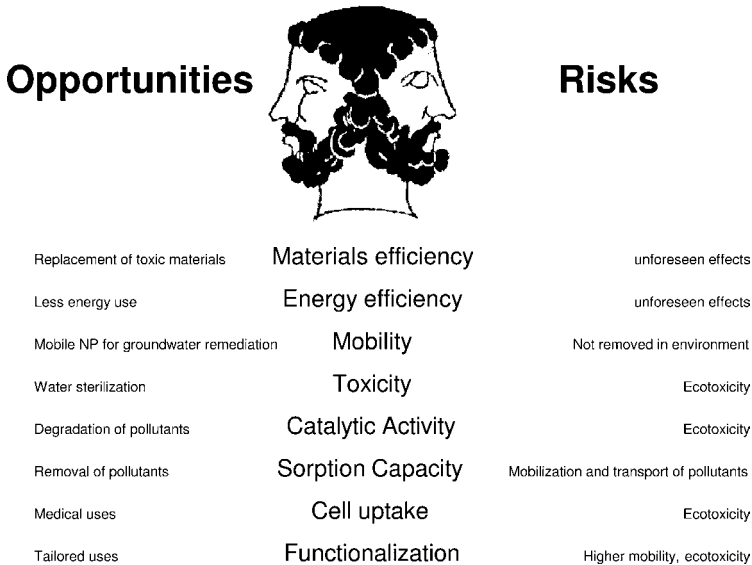 Opportunities Risks
Replacement of toxic materials Materials efficiency unforeseen effects
Less energy use Energy efficiency unforeseen effects
Mobile NP for groundwater remediation Mobility Not removed in environment
Water sterilization Toxicity Ecotoxicity
Degradation of pollutants Catalytic Activity Ecotoxicity
Removal of pollutants Sorption Capacity Mobilization and transport of pollutants
Medical uses Cell uptake Ecotoxicity
Tailored uses Functionalization Higher mobility, ecotoxicity